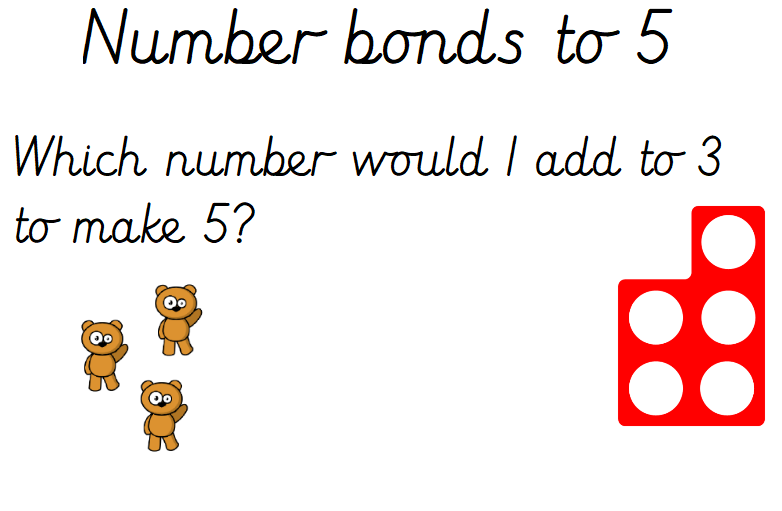 Number bonds to 5
Which number would I add to 3
to make 5?